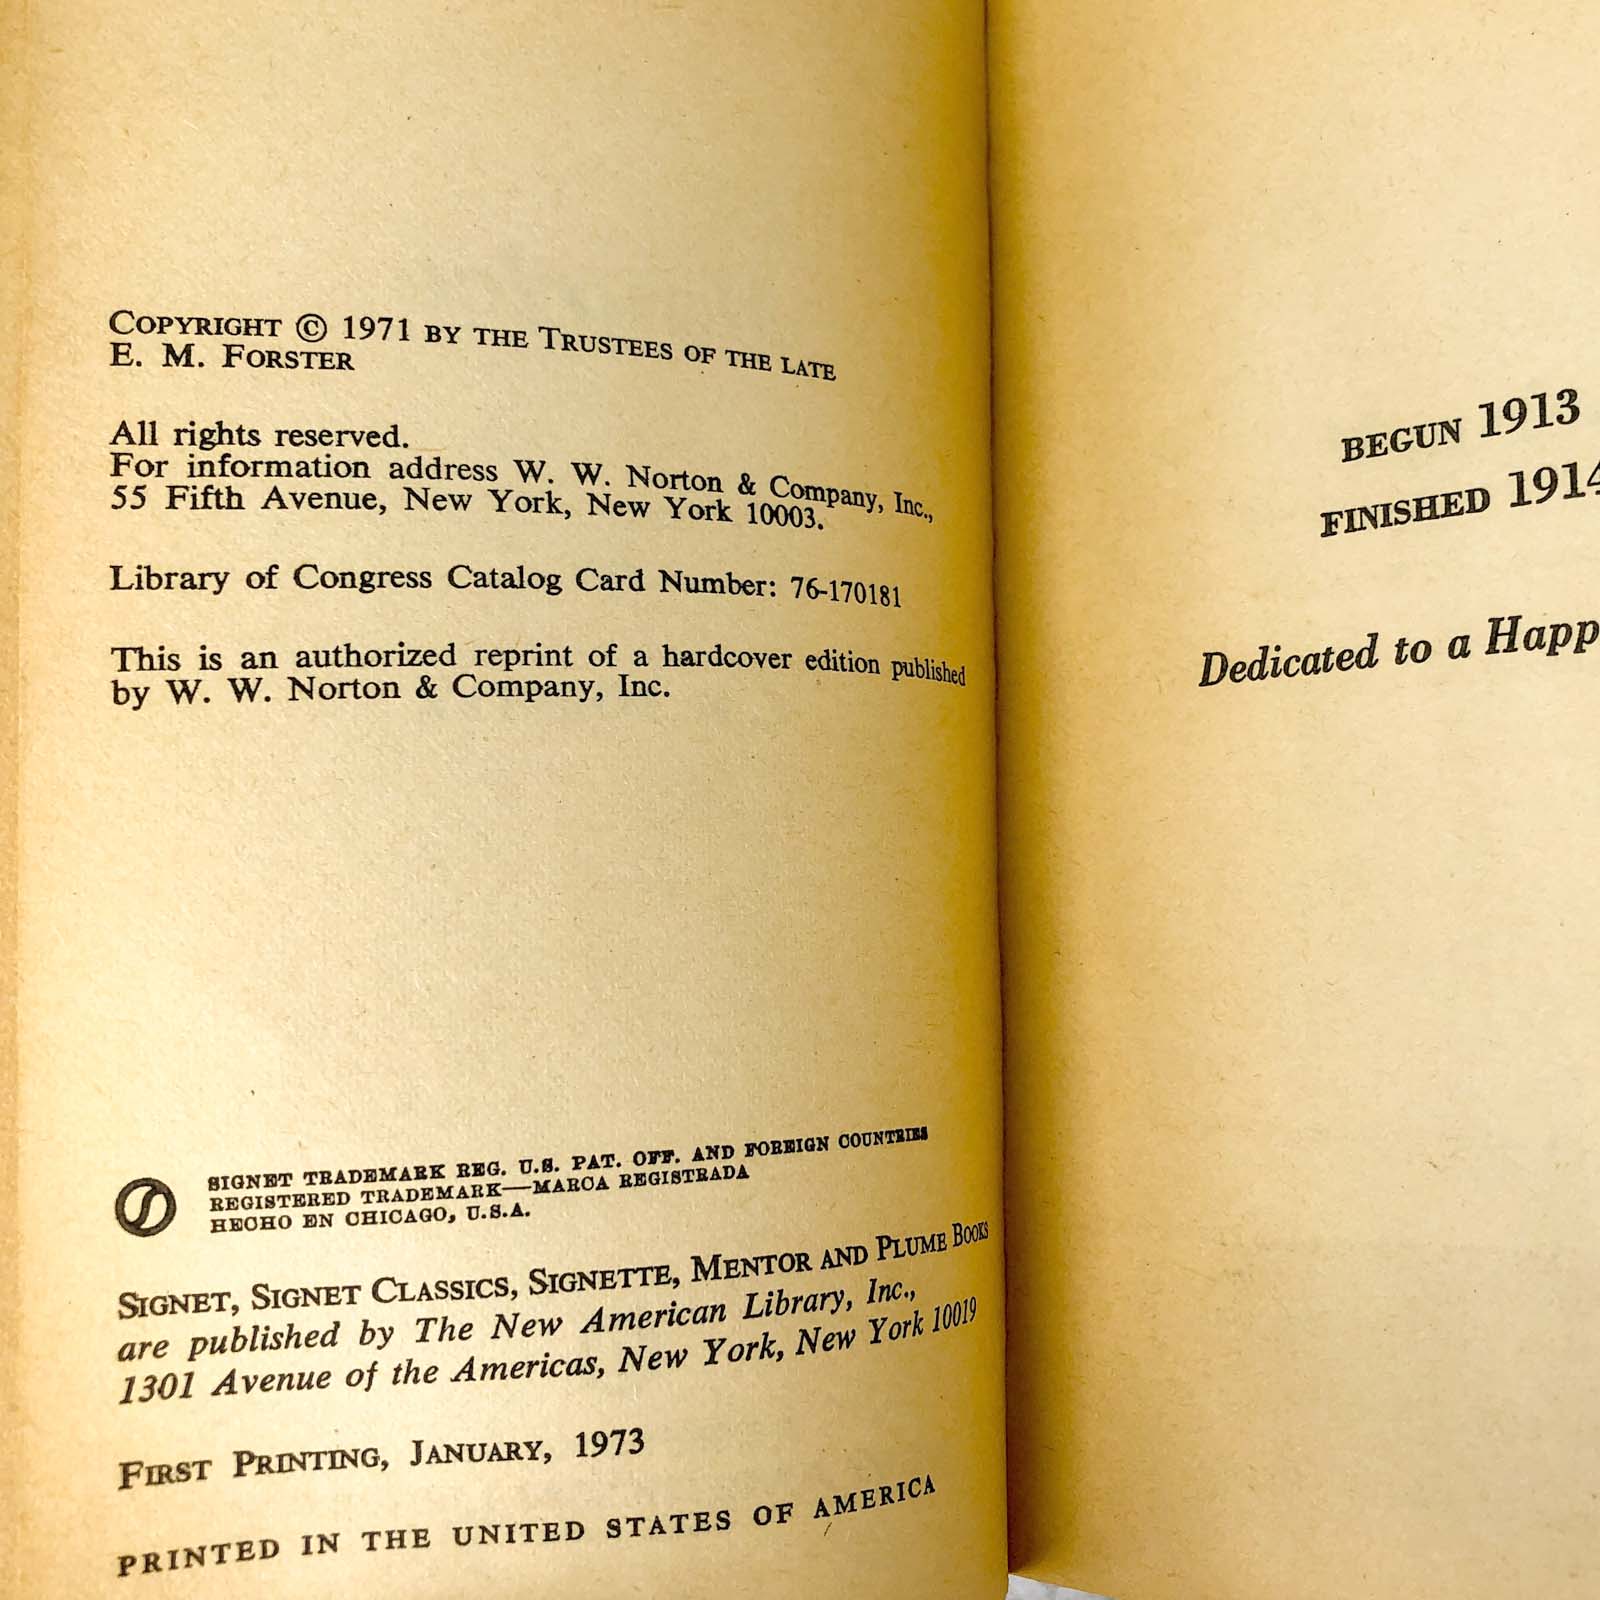 COPYRIGHT © 1971 BY THE TRUSTEES OF THE LATE
E. M. FORSTER
All rights reserved.
For information address W. W. Norton & Company, Inc.,
55 Fifth Avenue, New York, New York 10003.
Library of Congress Catalog Card Number: 76-170181
This is an authorized reprint of a hardcover edition published
by W. W. Norton & Company, Inc.
SIGNET TRADEMARK REG. U.S. PAT. OFF. AND FOREIGN COUNTRIES
REGISTERED TRADEMARK—MARCA REGISTRADA
HECHO EN CHICAGO, U.S.A.
SIGNET, SIGNET CLASSICS, SIGNETTE, MENTOR AND PLUME BOOKS
are published by The New American Library, Inc.,
1301 Avenue of the Americas, New York, New York 10019
FIRST PRINTING, JANUARY, 1973
PRINTED IN THE UNITED STATES OF AMERICA
BEGUN 1913
FINISHED 1914
Dedicated to a Happ